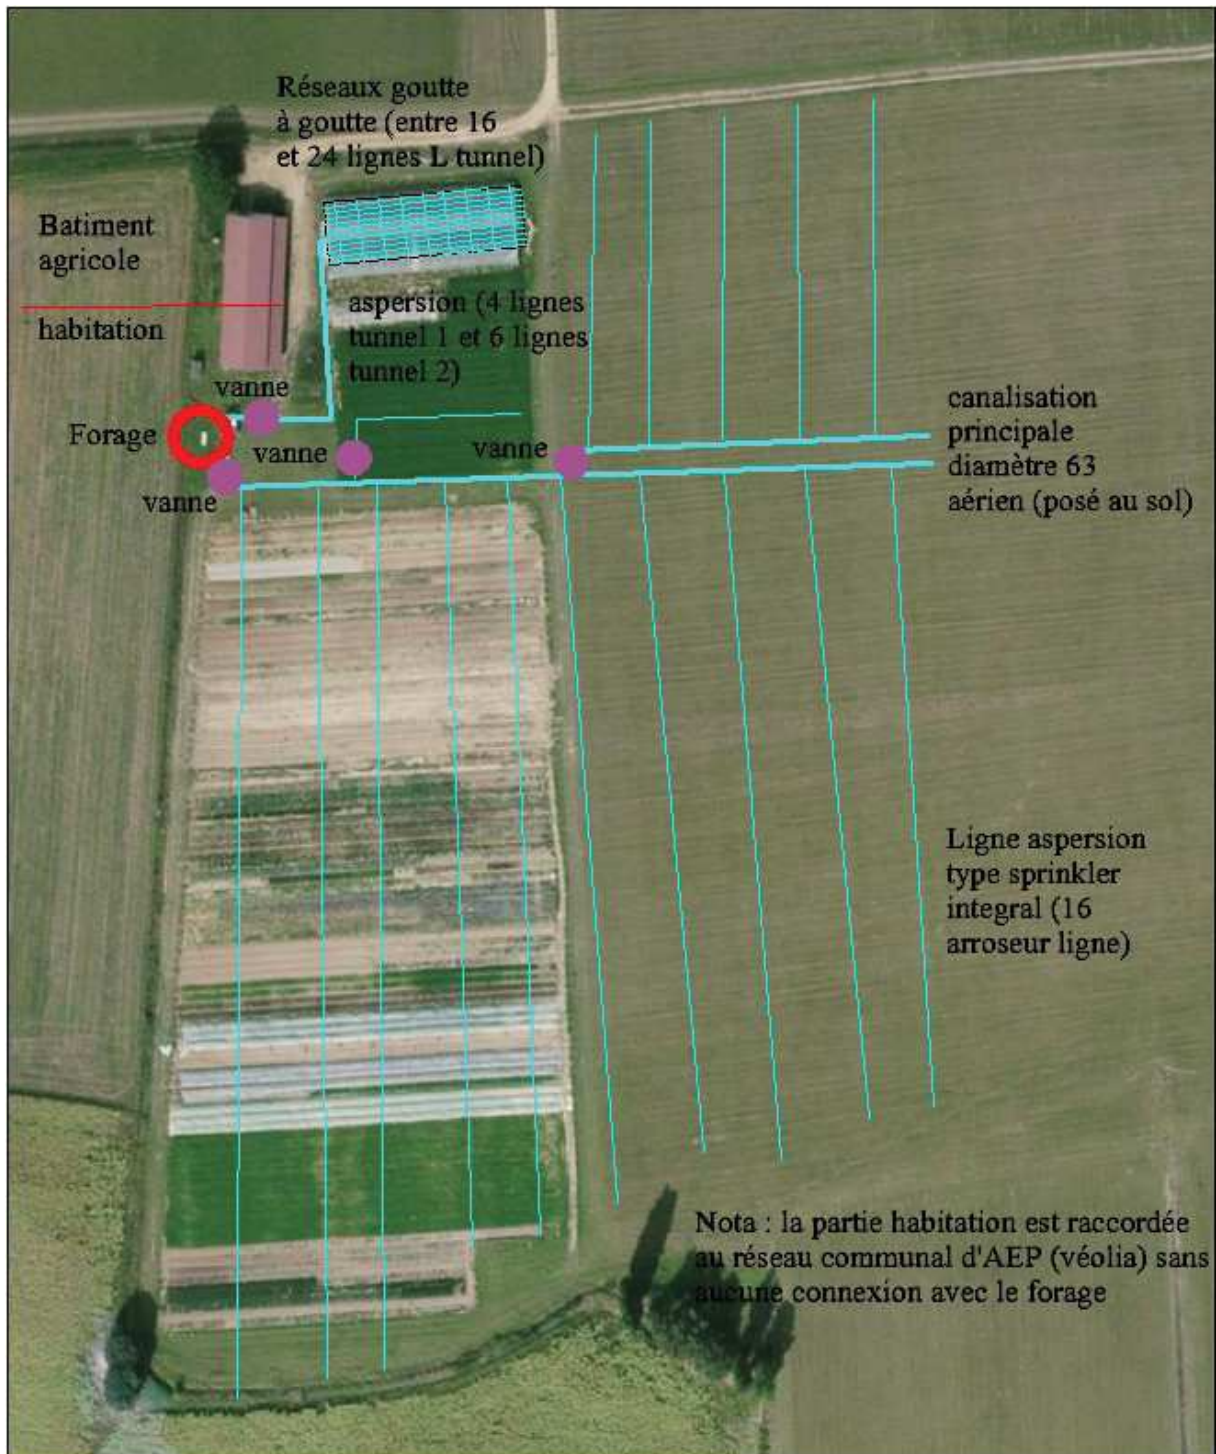 Réseaux goutte
à goutte (entre 16
et 24 lignes L tunnel)
Batiment
agricole
habitation
aspersion (4 lignes
tunnel 1 et 6 lignes
tunnel 2)
vanne
Forage
vanne
vanne
vanne
canalisation
principale
diamètre 63
aérien (posé au sol)
Ligne aspersion
type sprinkler
integral (16
arroseur ligne)
Nota : la partie habitation est raccordée
au réseau communal d'AEP (véolia) sans
aucune connexion avec le forage